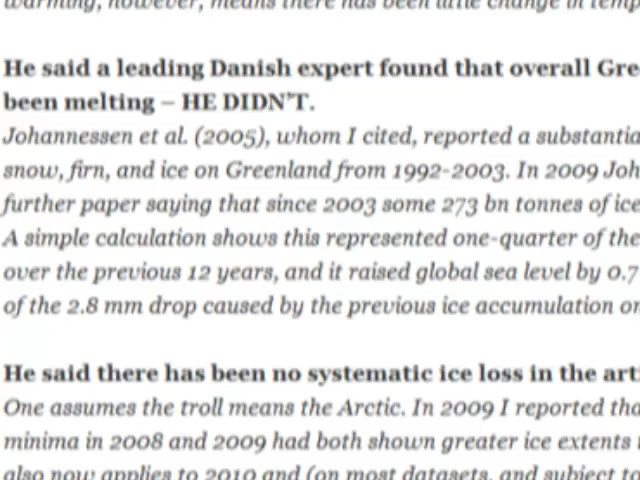 warming, however, means there has been little change in temp
He said a leading Danish expert found that overall Gre
been melting – HE DIDN'T.
Johannessen et al. (2005), whom I cited, reported a substantia
snow, firn, and ice on Greenland from 1992-2003. In 2009 Joh
further paper saying that since 2003 some 273 bn tonnes of ice
A simple calculation shows this represented one-quarter of the
over the previous 12 years, and it raised global sea level by 0.7
of the 2.8 mm drop caused by the previous ice accumulation on
He said there has been no systematic ice loss in the art
One assumes the troll means the Arctic. In 2009 I reported tha
minima in 2008 and 2009 had both shown greater ice extents
also now applies to 2010 and (on most datasets, and subject to